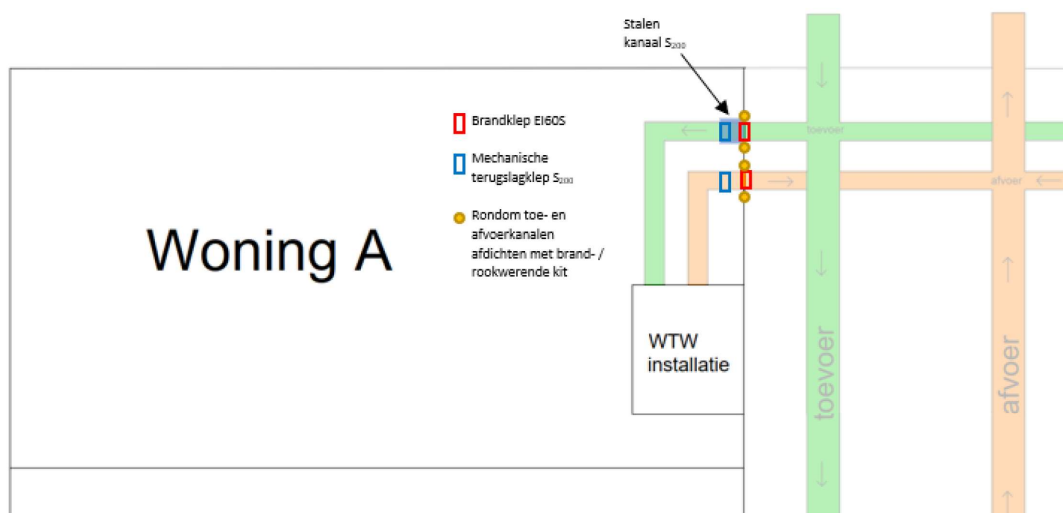 Stalen
kanaal S₂₀₀
Brandklep EI60S
Mechanische
terugslagklep S₂₀₀
Rondom toe- en
afvoerkanalen
afdichten met brand- /
rookwerende kit
Woning A
WTW
installatie
toevoer
afvoer
toevoer
afvoer